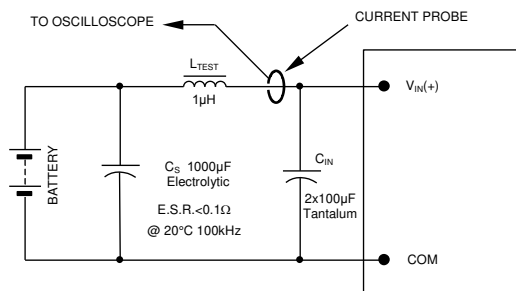 TO OSCILLOSCOPE
CURRENT PROBE
LTEST
1µH
VIN(+)
BATTERY
CS 1000µF
Electrolytic
E.S.R.<0.1Ω
@ 20°C 100kHz
CIN
2x100µF
Tantalum
COM